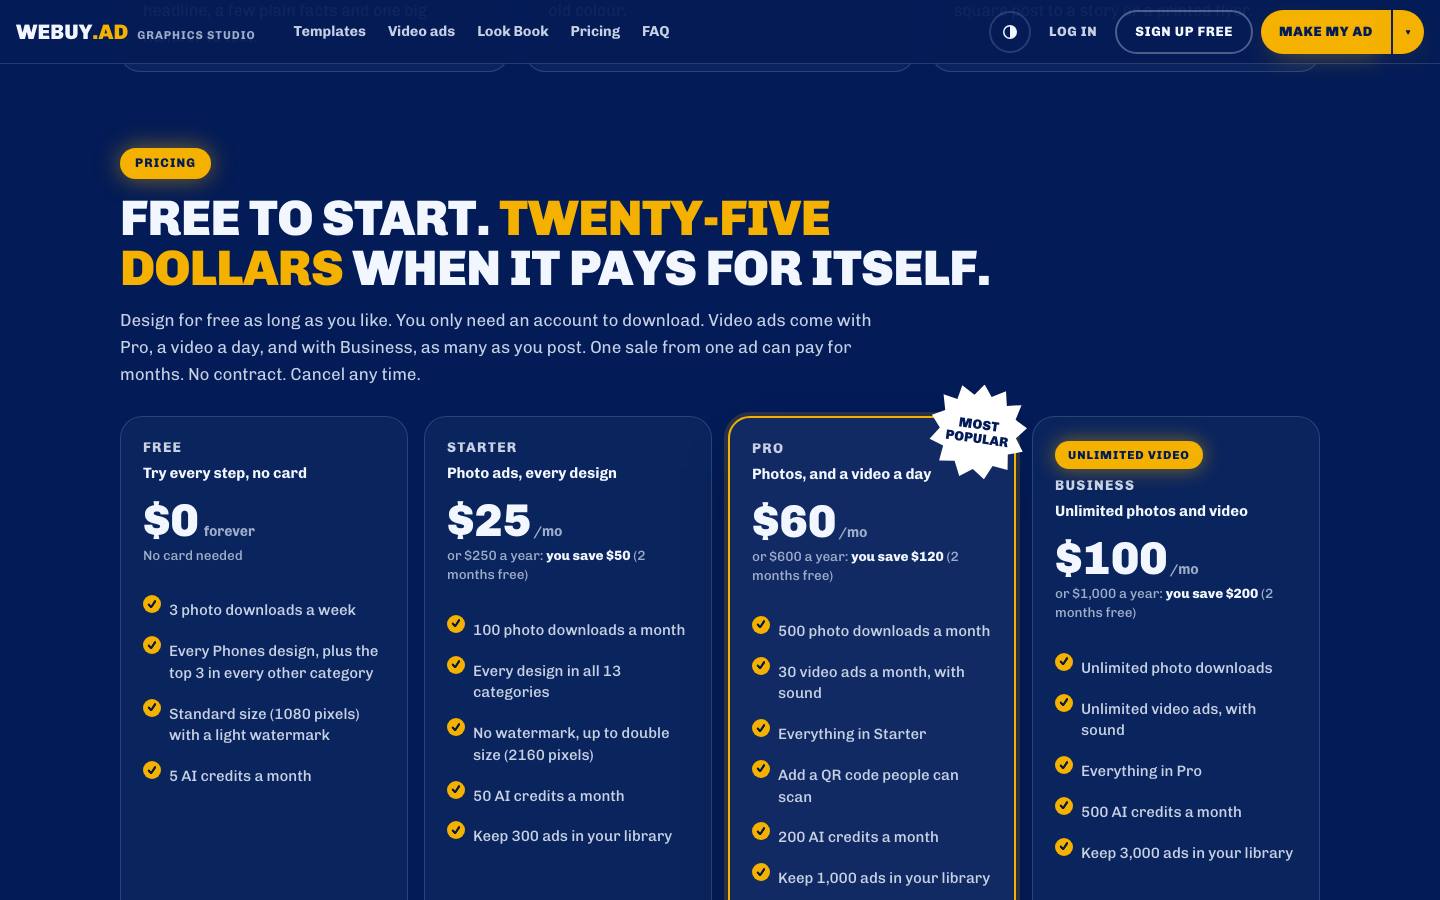 WEBUY.AD GRAPHICS STUDIO
Templates
Video ads
Look Book
Pricing
FAQ
LOG IN
SIGN UP FREE
MAKE MY AD
headline, a few plain facts and one big
old colour.
PRICING
FREE TO START. TWENTY-FIVE
DOLLARS WHEN IT PAYS FOR ITSELF.
Design for free as long as you like. You only need an account to download. Video ads come with
Pro, a video a day, and with Business, as many as you post. One sale from one ad can pay for
months. No contract. Cancel any time.
FREE
Try every step, no card
$0 forever
No card needed
3 photo downloads a week
Every Phones design, plus the
top 3 in every other category
Standard size (1080 pixels)
with a light watermark
5 AI credits a month
STARTER
Photo ads, every design
$25 /mo
or $250 a year: you save $50 (2
months free)
100 photo downloads a month
Every design in all 13
categories
No watermark, up to double
size (2160 pixels)
50 AI credits a month
Keep 300 ads in your library
MOST
POPULAR
PRO
Photos, and a video a day
$60 /mo
or $600 a year: you save $120 (2
months free)
500 photo downloads a month
30 video ads a month, with
sound
Everything in Starter
Add a QR code people can
scan
200 AI credits a month
Keep 1,000 ads in your library
UNLIMITED VIDEO
BUSINESS
Unlimited photos and video
$100 /mo
or $1,000 a year: you save $200 (2
months free)
Unlimited photo downloads
Unlimited video ads, with
sound
Everything in Pro
500 AI credits a month
Keep 3,000 ads in your library